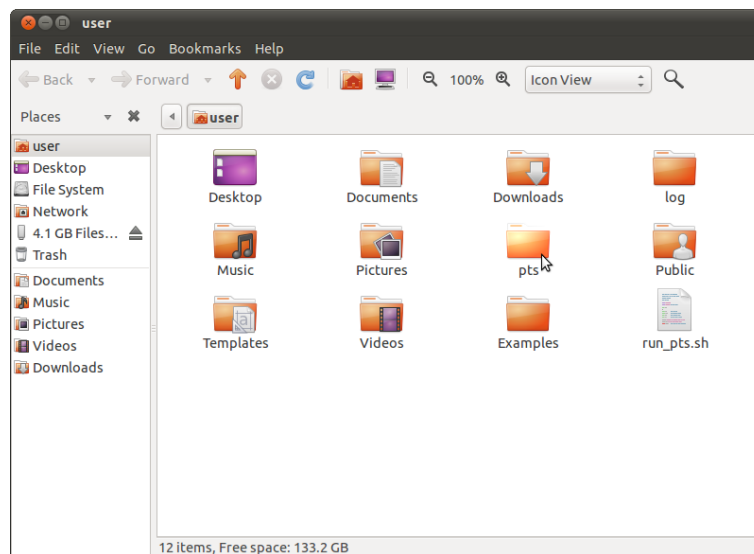 user
File Edit View Go Bookmarks Help
Back Forward 100% Icon View
Places user
user
Desktop
File System
Network
4.1 GB Files...
Trash
Documents
Music
Pictures
Videos
Downloads
Desktop Documents Downloads log
Music Pictures pts Public
Templates Videos Examples run_pts.sh
12 items, Free space: 133.2 GB